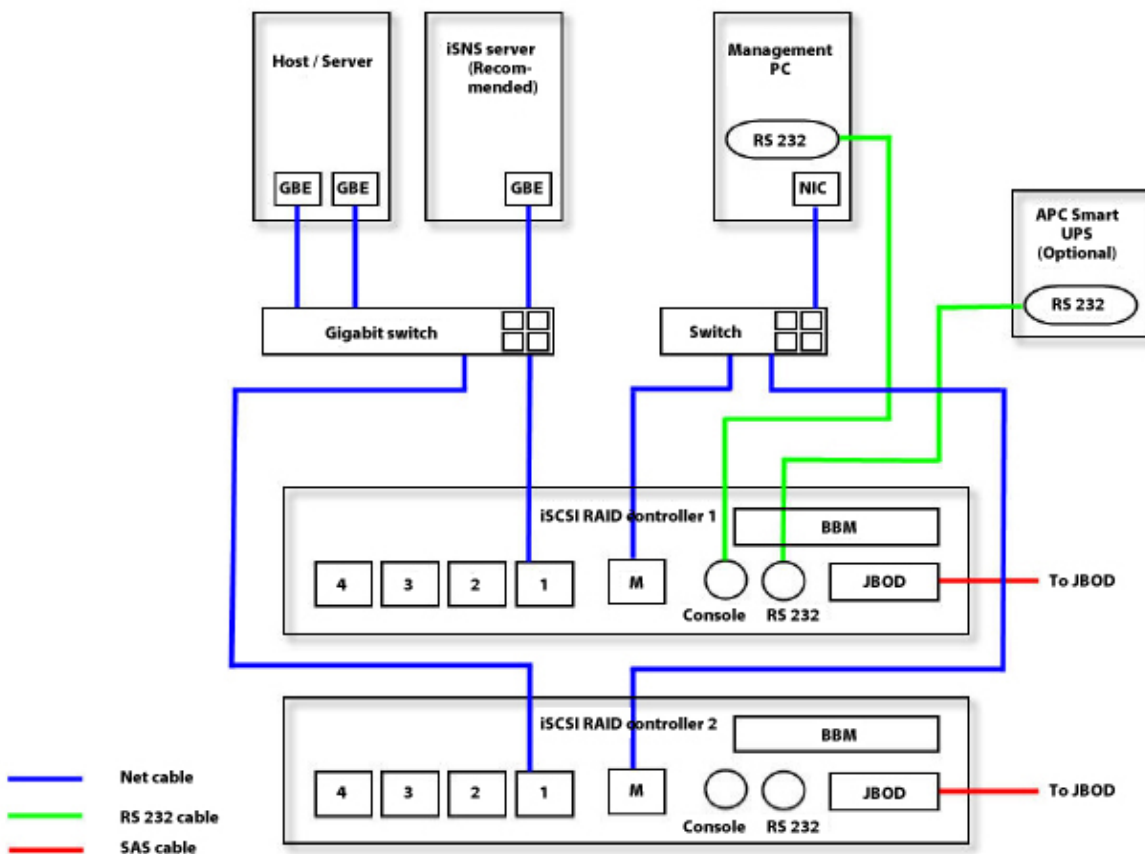 Host / Server
GBE
GBE
iSNS server
(Recom-
mended)
GBE
Management
PC
RS 232
NIC
APC Smart
UPS
(Optional)
RS 232
Gigabit switch
Switch
iSCSI RAID controller 1
BBM
4
3
2
1
M
Console
RS 232
JBOD
To JBOD
iSCSI RAID controller 2
BBM
4
3
2
1
M
Console
RS 232
JBOD
To JBOD
Net cable
RS 232 cable
SAS cable